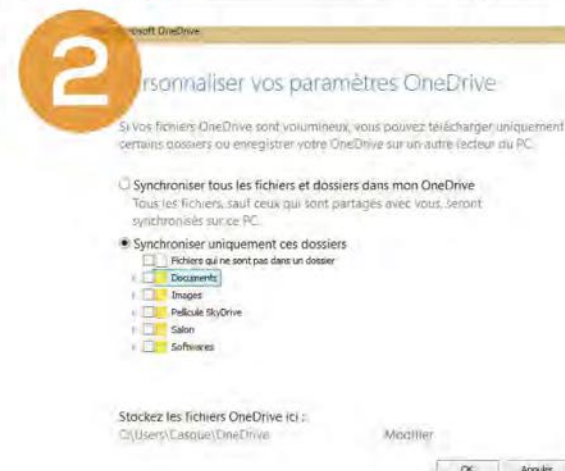 2
Microsoft OneDrive
Personnaliser vos paramètres OneDrive
Si vos fichiers OneDrive sont volumineux, vous pouvez télécharger uniquement
certains dossiers ou enregistrer votre OneDrive sur un autre lecteur du PC.
Synchroniser tous les fichiers et dossiers dans mon OneDrive
Tous les fichiers, sauf ceux qui sont partagés avec vous, seront
synchronisés sur ce PC.
Synchroniser uniquement ces dossiers
Fichiers qui ne sont pas dans un dossier
Documents
Images
Pellicule SkyDrive
Salon
Softwares
Stockez les fichiers OneDrive ici :
C:\Users\Casque\OneDrive Modifier
OK Annuler